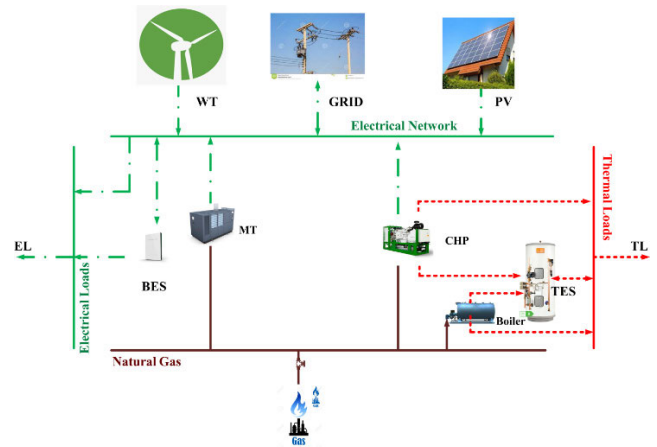 WT
GRID
PV
Electrical Network
Thermal Loads
EL
MT
CHP
TL
BES
TES
Electrical Loads
Boiler
Natural Gas
Gas